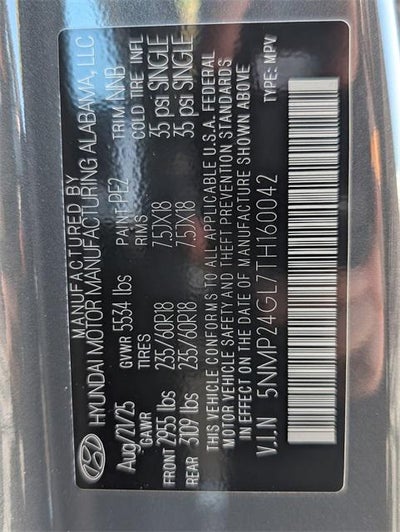 MANUFACTURED BY
HYUNDAI MOTOR MANUFACTURING ALABAMA, LLC
Aug/21/25 GVWR 5534 lbs PAINT: PE2 TRIM NNB
GAWR TIRES RIMS COLD TIRE INFL
FRONT 2955 lbs 235/60R18 7.5JX18 35 psi SINGLE
REAR 3109 lbs 235/60R18 7.5JX18 35 psi SINGLE
THIS VEHICLE CONFORMS TO ALL APPLICABLE U.S.A. FEDERAL
MOTOR VEHICLE SAFETY AND THEFT PREVENTION STANDARDS
IN EFFECT ON THE DATE OF MANUFACTURE SHOWN ABOVE
V.I.N 5NMP24GL7TH160042 TYPE: MPV